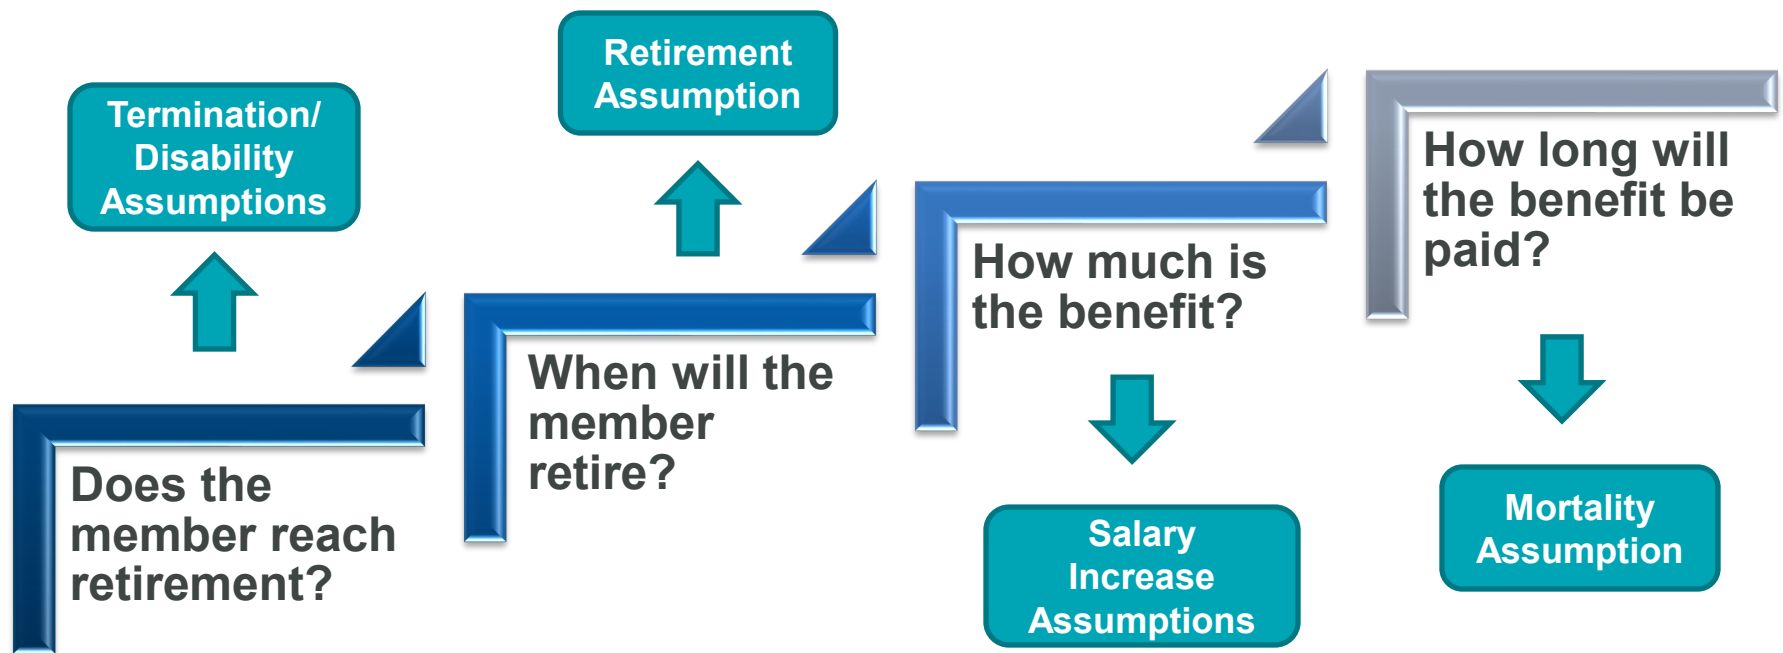 Termination/
Disability
Assumptions
Does the
member reach
retirement?
Retirement
Assumption
When will the
member
retire?
How much is
the benefit?
Salary
Increase
Assumptions
How long will
the benefit be
paid?
Mortality
Assumption